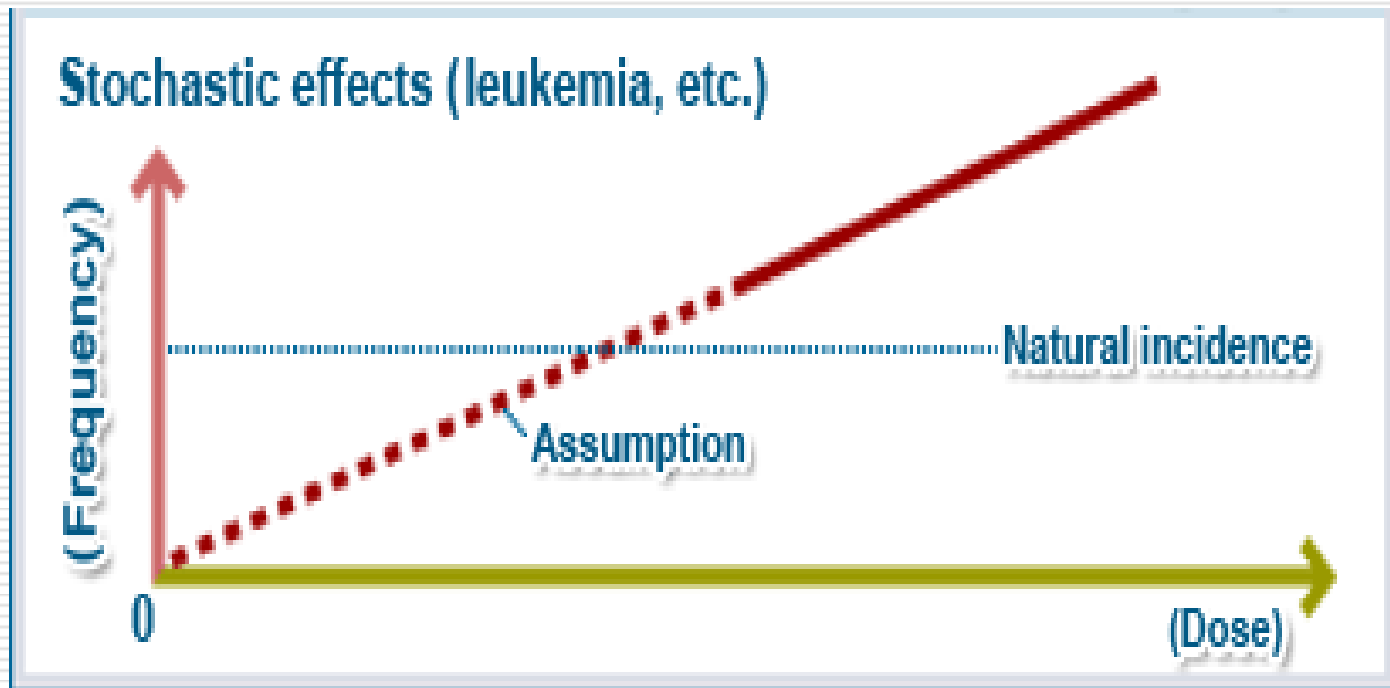 Stochastic effects (leukemia, etc.)
(Frequency)
Natural incidence
Assumption
0
(Dose)